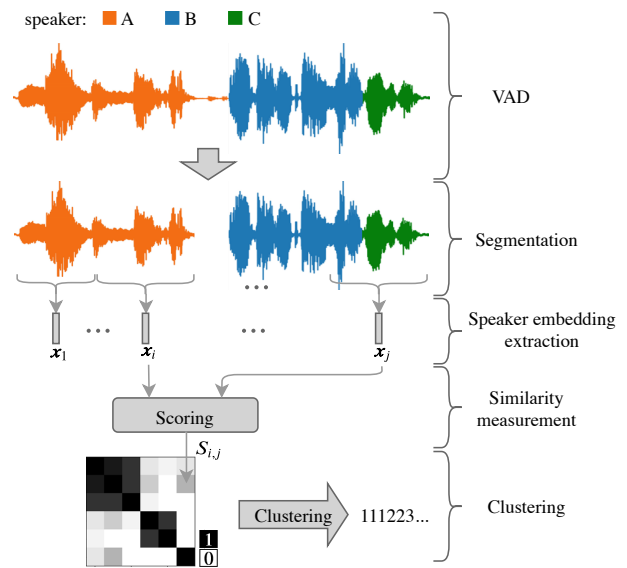 speaker: A B C
VAD
Segmentation
...
Speaker embedding
extraction
x1 ... xi ... xj
Similarity
measurement
Scoring
Si,j
Clustering
Clustering 111223...
1
0